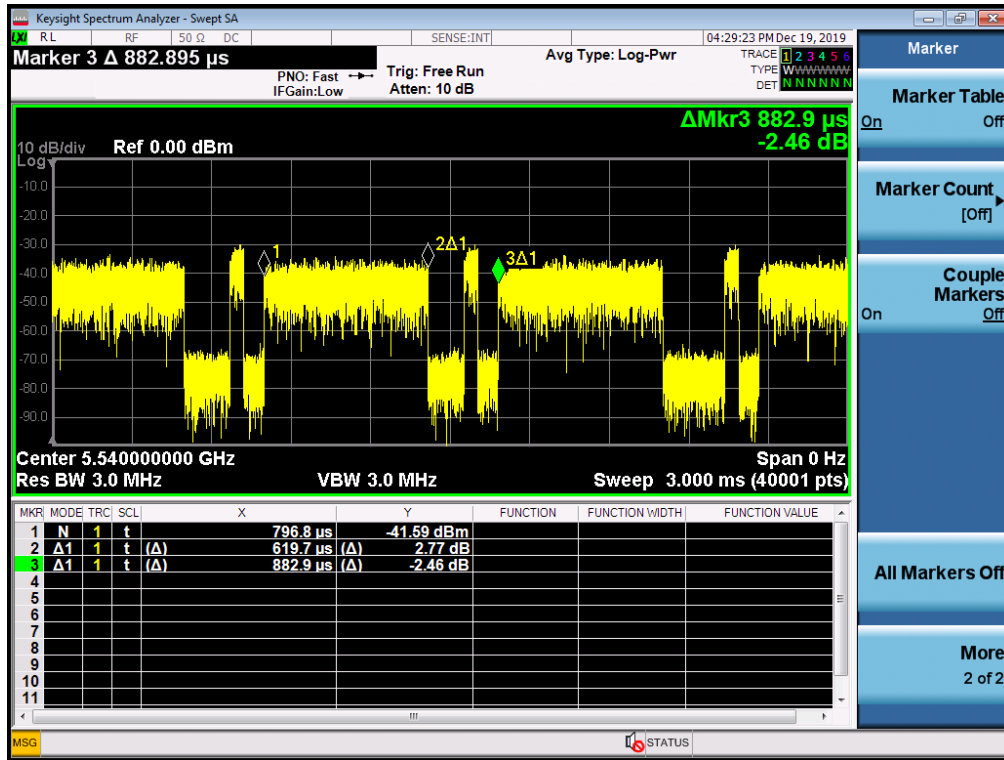 Keysight Spectrum Analyzer - Swept SA
LXI RL RF 50 Ω DC SENSE:INT 04:29:23 PM Dec 19, 2019
Marker 3 Δ 882.895 µs
PNO: Fast
IFGain:Low
Trig: Free Run
Atten: 10 dB
Avg Type: Log-Pwr
TRACE 1 2 3 4 5 6
TYPE WWWWWW
DET N N N N N N
ΔMkr3 882.9 µs
-2.46 dB
10 dB/div Ref 0.00 dBm
Log
-10.0
-20.0
-30.0
-40.0
-50.0
-60.0
-70.0
-80.0
-90.0
1
2Δ1
3Δ1
Center 5.540000000 GHz Span 0 Hz
Res BW 3.0 MHz VBW 3.0 MHz Sweep 3.000 ms (40001 pts)
MKR MODE TRC SCL X Y FUNCTION FUNCTION WIDTH FUNCTION VALUE
1 N 1 t 796.8 µs -41.59 dBm
2 Δ1 1 t (Δ) 619.7 µs (Δ) 2.77 dB
3 Δ1 1 t (Δ) 882.9 µs (Δ) -2.46 dB
4
5
6
7
8
9
10
11
MSG STATUS
Marker
Marker Table
On Off
Marker Count
[Off]
Couple
Markers
On Off
All Markers Off
More
2 of 2